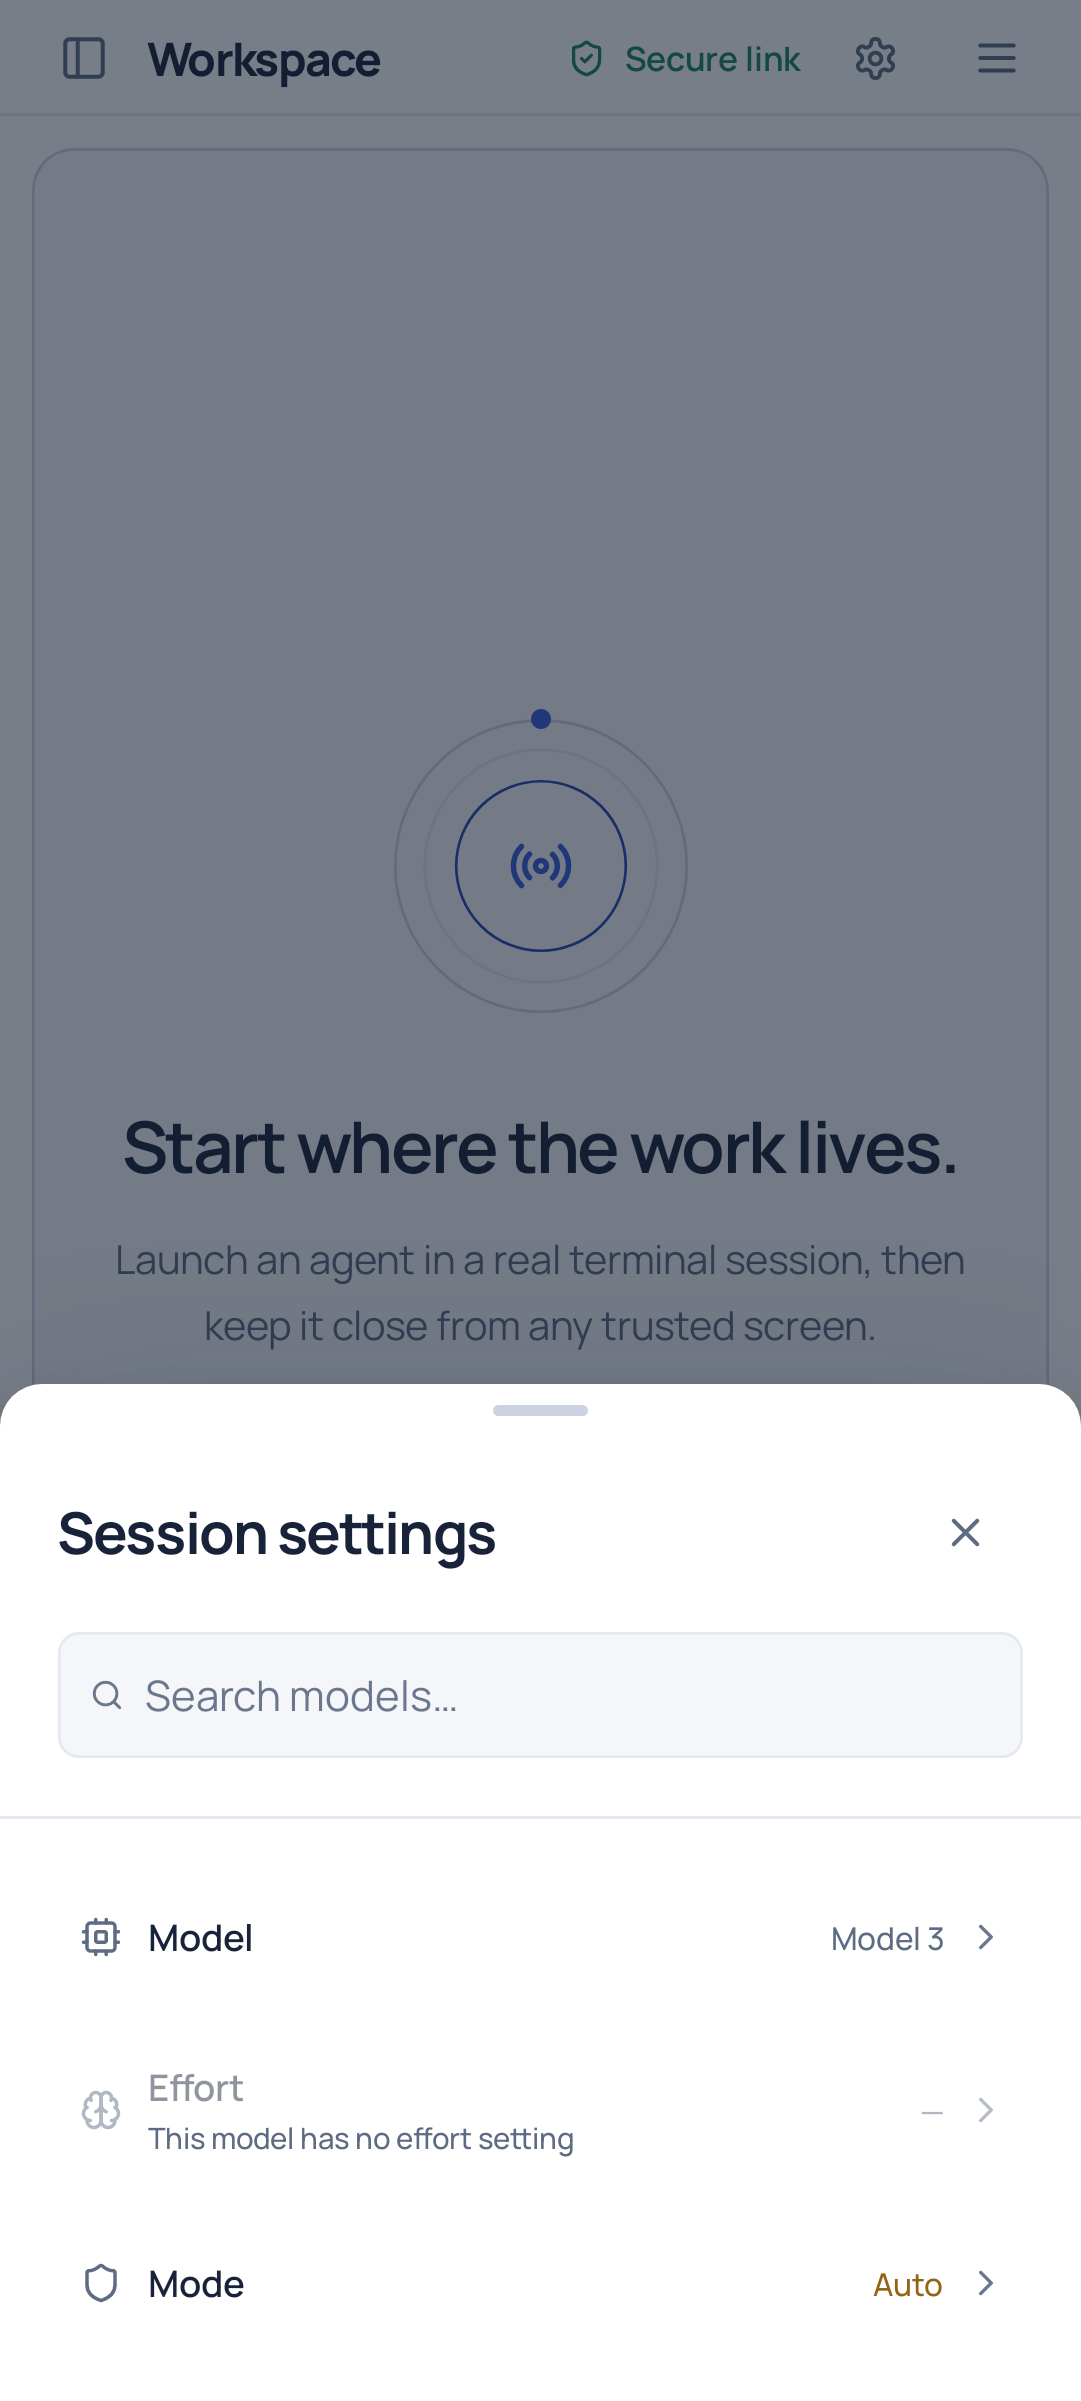 Workspace
Secure link
Start where the work lives.
Launch an agent in a real terminal session, then
keep it close from any trusted screen.
Session settings
Search models…
Model
Model 3
Effort
This model has no effort setting
—
Mode
Auto